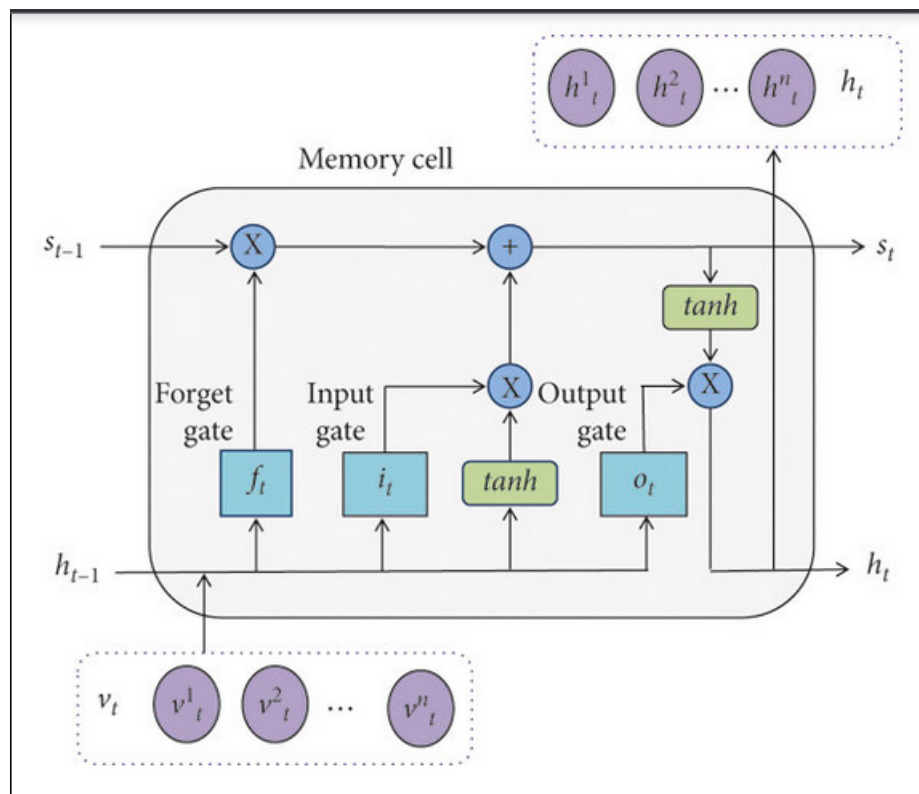 h¹ₜ h²ₜ ... hⁿₜ hₜ
Memory cell
sₜ₋₁ X + sₜ
tanh
Forget gate
Input gate
X
Output gate
X
fₜ iₜ tanh oₜ
hₜ₋₁ hₜ
vₜ v¹ₜ v²ₜ ... vⁿₜ